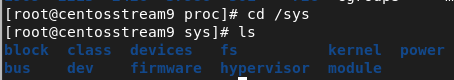 [root@centosstream9 proc]# cd /sys
[root@centosstream9 sys]# ls
block class devices fs kernel power
bus dev firmware hypervisor module